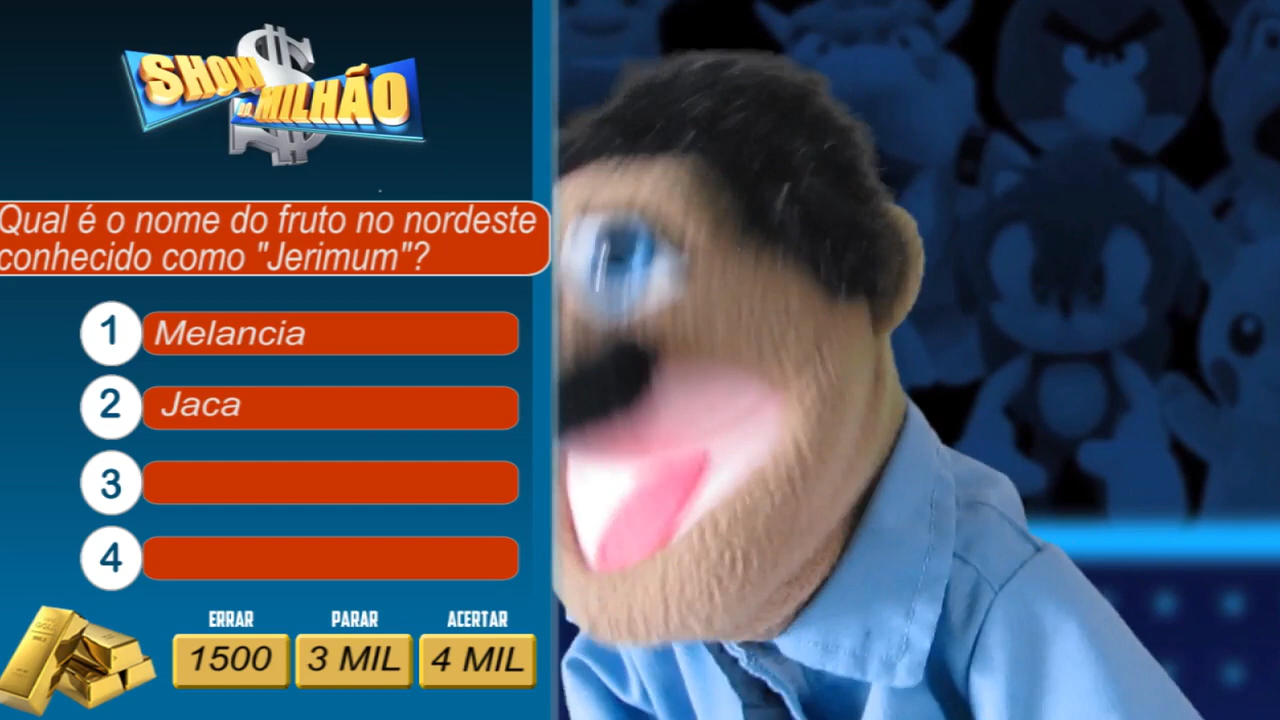 SHOW
DO MILHÃO
Qual é o nome do fruto no nordeste
conhecido como "Jerimum"?
1 Melancia
2 Jaca
3
4
ERRAR PARAR ACERTAR
1500 3 MIL 4 MIL